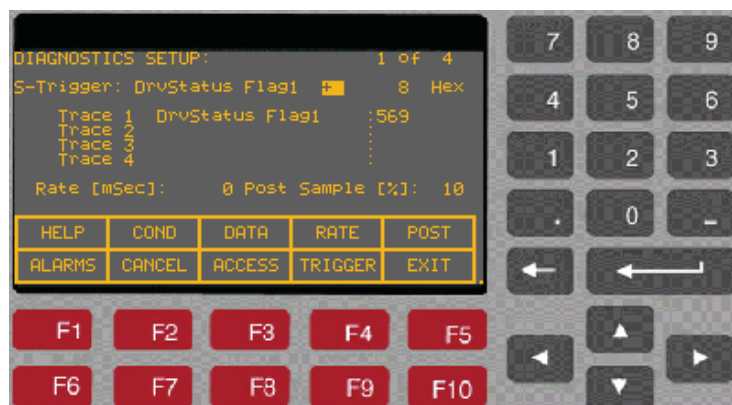 DIAGNOSTICS SETUP: 1 of 4
S-Trigger: DrvStatus Flag1 + 8 Hex
Trace 1 DrvStatus Flag1 :569
Trace 2 :
Trace 3 :
Trace 4 :
Rate [mSec]: 0 Post Sample [%]: 10
HELP COND DATA RATE POST
ALARMS CANCEL ACCESS TRIGGER EXIT
F1 F2 F3 F4 F5
F6 F7 F8 F9 F10
7 8 9
4 5 6
1 2 3
. 0 –